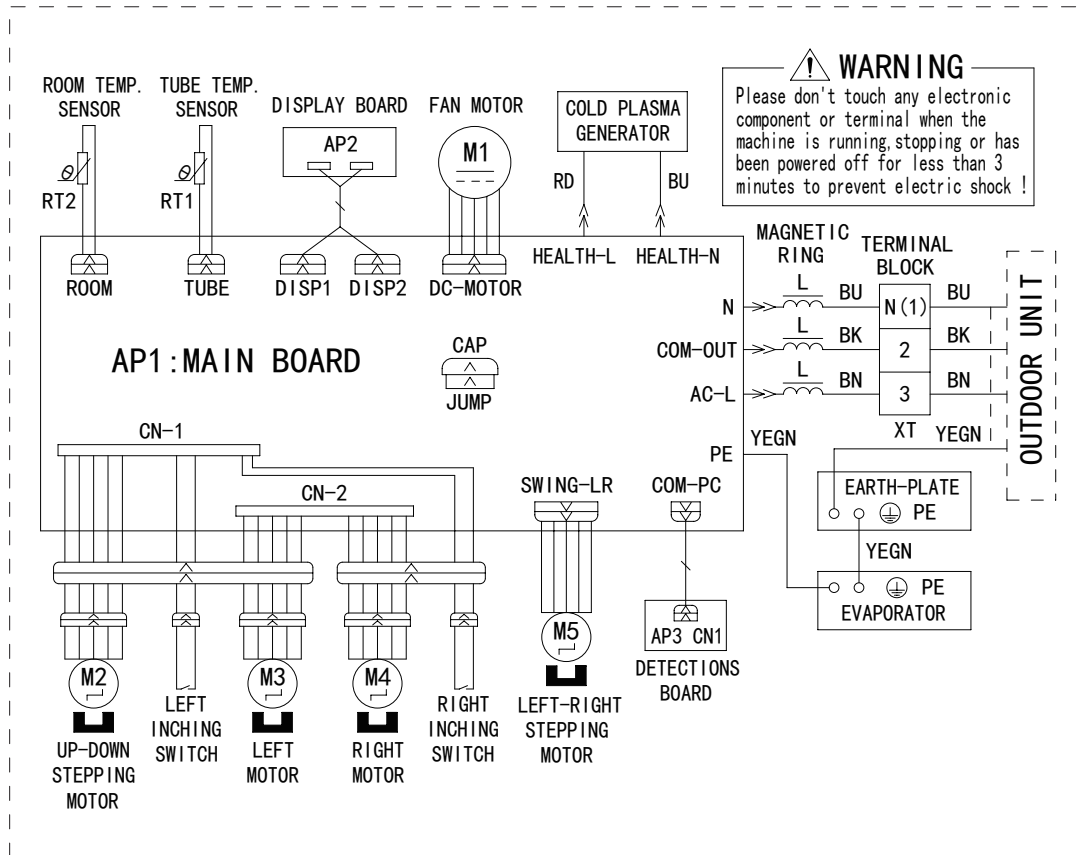 WARNING
Please don't touch any electronic
component or terminal when the
machine is running,stopping or has
been powered off for less than 3
minutes to prevent electric shock !
ROOM TEMP.
SENSOR
TUBE TEMP.
SENSOR
DISPLAY BOARD
FAN MOTOR
COLD PLASMA
GENERATOR
AP2
M1
θ
RT2
θ
RT1
RD
BU
ROOM
TUBE
DISP1
DISP2
DC-MOTOR
HEALTH-L
HEALTH-N
MAGNETIC
RING
TERMINAL
BLOCK
N
L
BU
N(1)
BU
COM-OUT
L
BK
2
BK
AC-L
L
BN
3
BN
XT
YEGN
OUTDOOR UNIT
AP1:MAIN BOARD
CAP
JUMP
PE
YEGN
CN-1
CN-2
SWING-LR
COM-PC
EARTH-PLATE
PE
YEGN
PE
EVAPORATOR
M2
UP-DOWN
STEPPING
MOTOR
LEFT
INCHING
SWITCH
M3
LEFT
MOTOR
M4
RIGHT
MOTOR
RIGHT
INCHING
SWITCH
M5
LEFT-RIGHT
STEPPING
MOTOR
AP3 CN1
DETECTIONS
BOARD